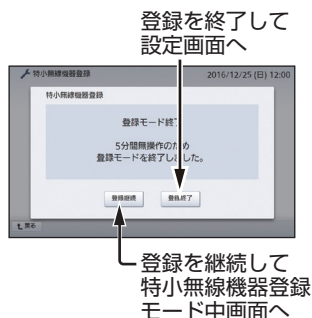 登録を終了して
設定画面へ
特小無線機器登録
2016/12/25 (日) 12:00
特小無線機器登録
登録モード終了
5分間無操作のため
登録モードを終了しました。
登録継続
登録終了
戻る
登録を継続して
特小無線機器登録
モード中画面へ